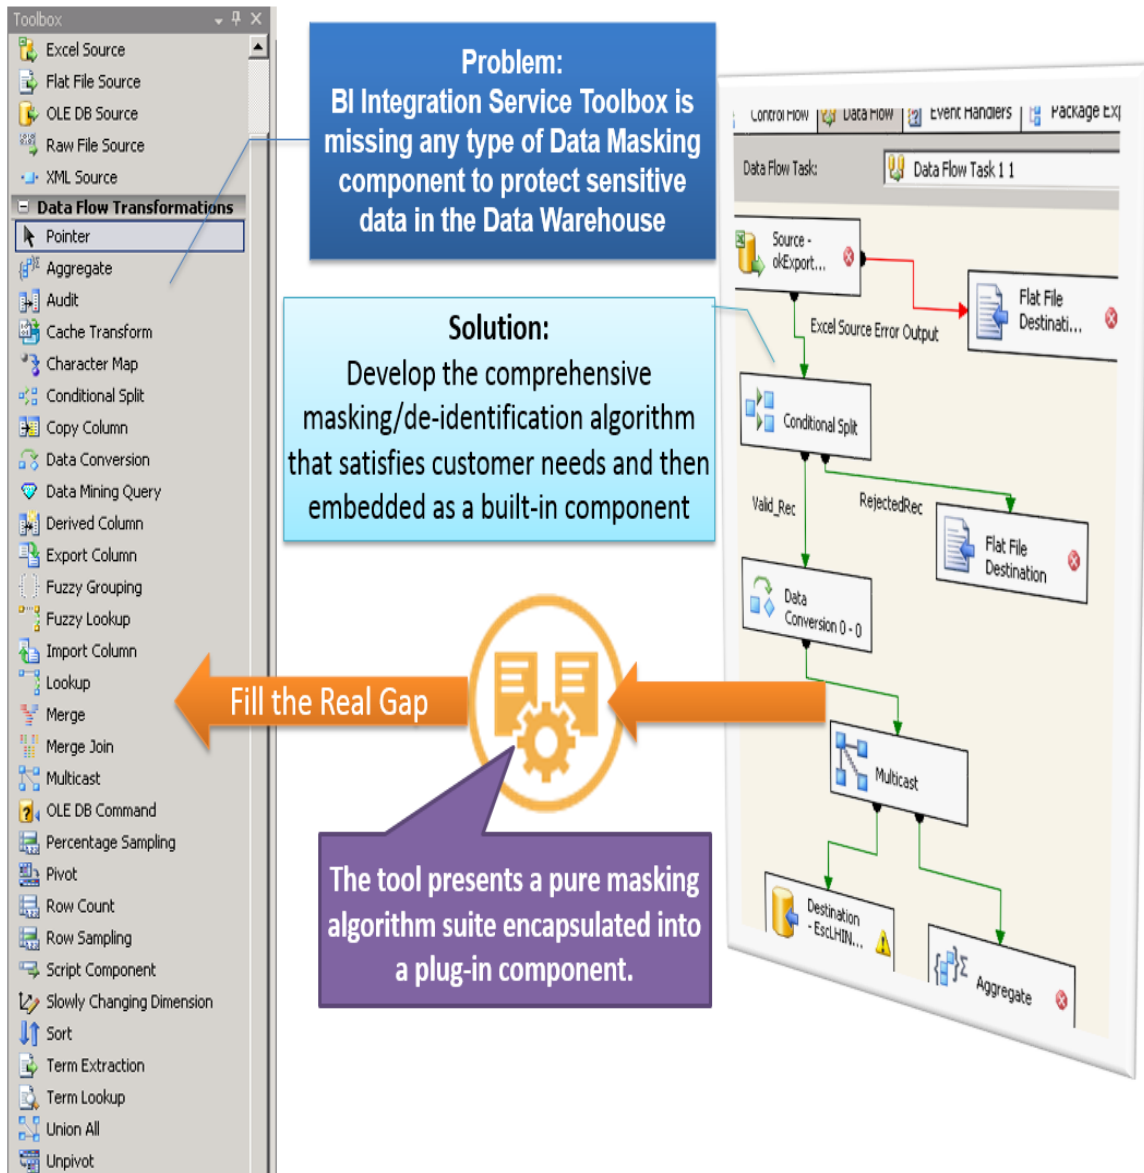 Toolbox
Excel Source
Flat File Source
OLE DB Source
Raw File Source
XML Source
Data Flow Transformations
Pointer
Aggregate
Audit
Cache Transform
Character Map
Conditional Split
Copy Column
Data Conversion
Data Mining Query
Derived Column
Export Column
Fuzzy Grouping
Fuzzy Lookup
Import Column
Lookup
Merge
Merge Join
Multicast
OLE DB Command
Percentage Sampling
Pivot
Row Count
Row Sampling
Script Component
Slowly Changing Dimension
Sort
Term Extraction
Term Lookup
Union All
Unpivot
Problem:
BI Integration Service Toolbox is
missing any type of Data Masking
component to protect sensitive
data in the Data Warehouse
Solution:
Develop the comprehensive
masking/de-identification algorithm
that satisfies customer needs and then
embedded as a built-in component
Fill the Real Gap
The tool presents a pure masking
algorithm suite encapsulated into
a plug-in component.
Control Flow Data Flow Event Handlers Package Exp
Data Flow Task: Data Flow Task 1 1
Source -
okExport...
Flat File
Destinati...
Excel Source Error Output
Conditional Split
Valid_Rec
RejectedRec
Flat File
Destination
Data
Conversion 0 - 0
Multicast
Destination
- EscLHIN...
Aggregate